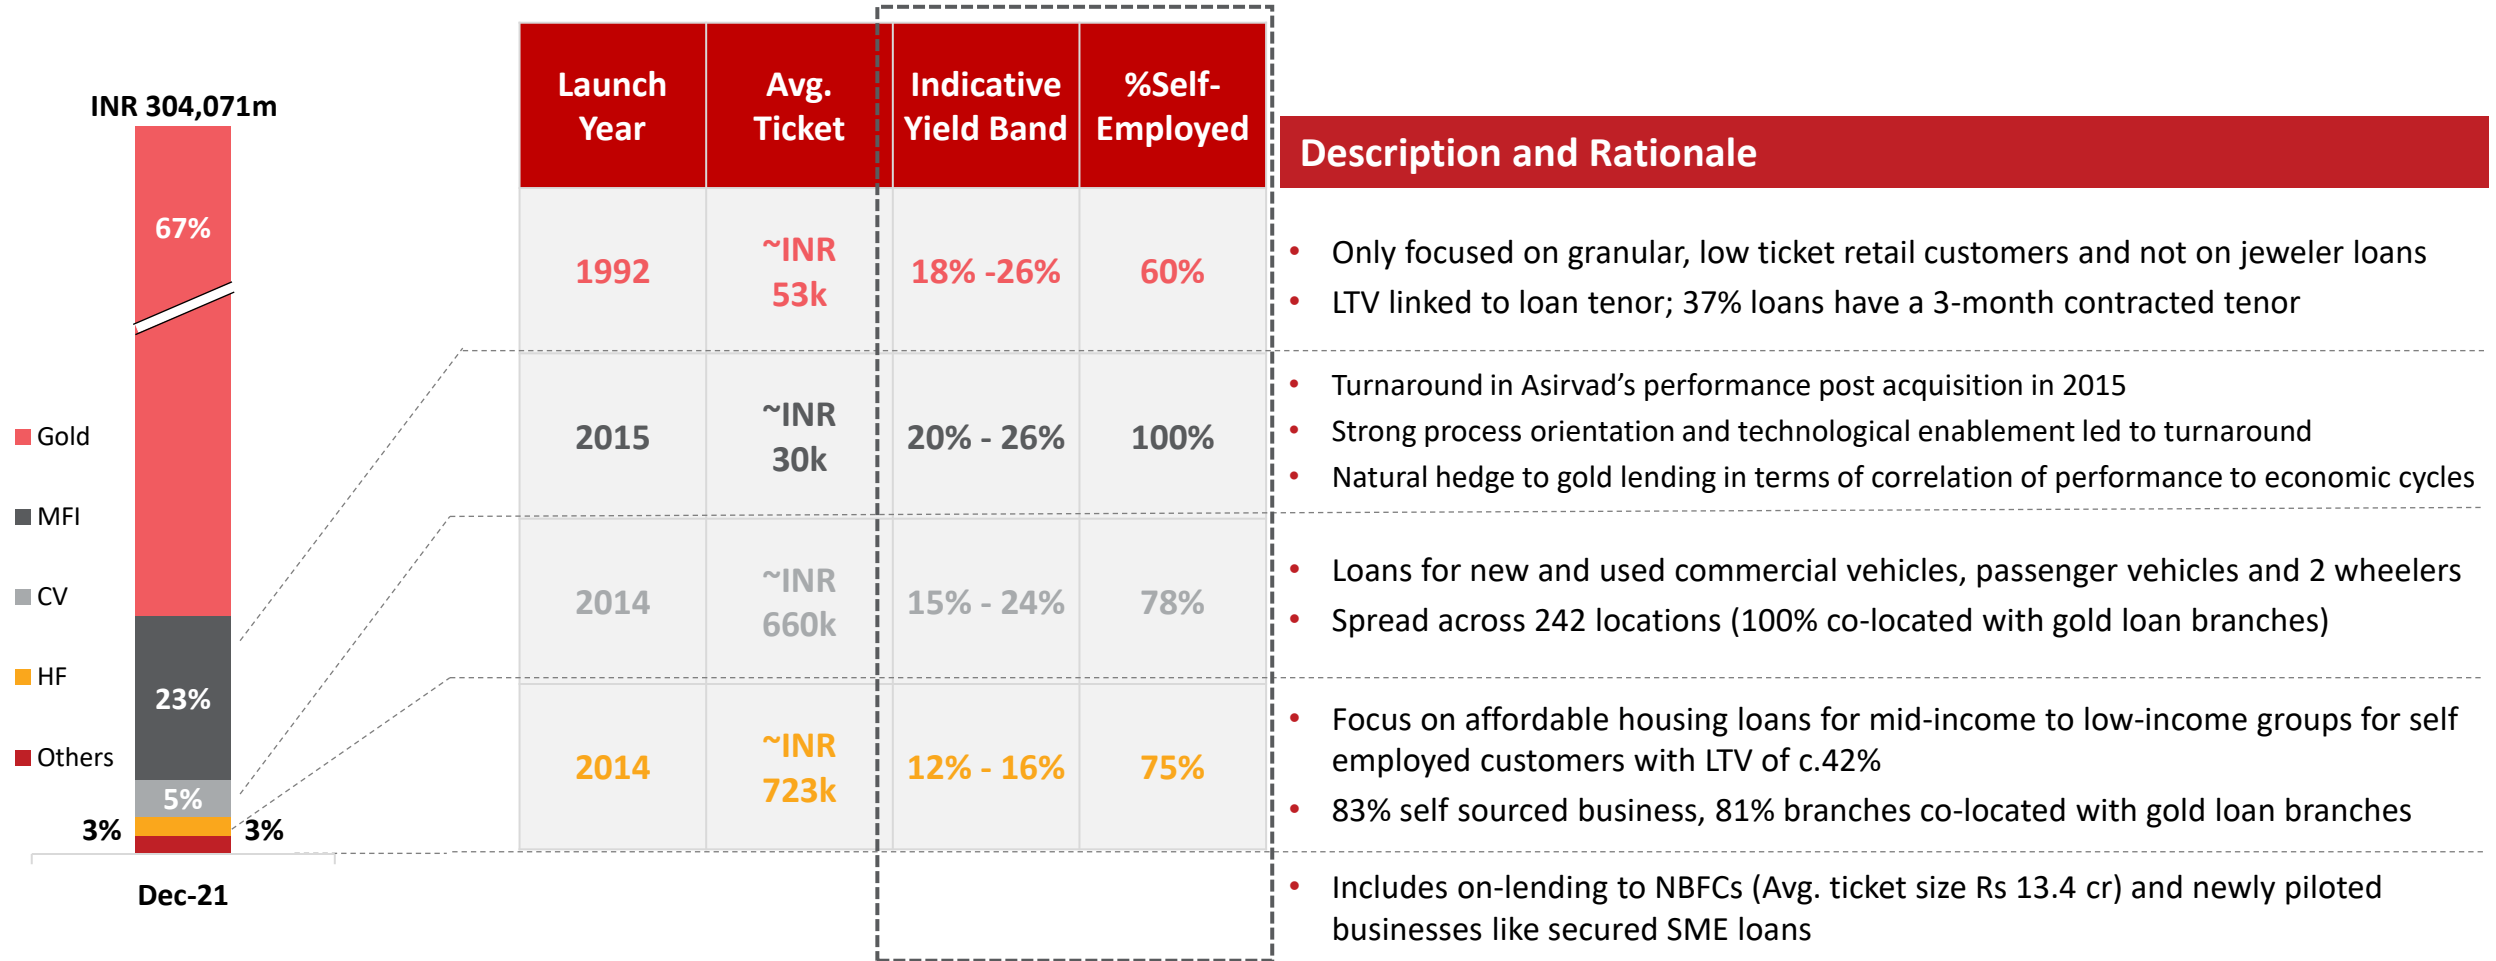 INR 304,071m
67%
23%
5%
3%
3%
Dec-21
Gold
MFI
CV
HF
Others
Launch
Year
Avg.
Ticket
Indicative
Yield Band
%Self-
Employed
1992
~INR
53k
18% -26%
60%
2015
~INR
30k
20% - 26%
100%
2014
~INR
660k
15% - 24%
78%
2014
~INR
723k
12% - 16%
75%
Description and Rationale
• Only focused on granular, low ticket retail customers and not on jeweler loans
• LTV linked to loan tenor; 37% loans have a 3-month contracted tenor
• Turnaround in Asirvad’s performance post acquisition in 2015
• Strong process orientation and technological enablement led to turnaround
• Natural hedge to gold lending in terms of correlation of performance to economic cycles
• Loans for new and used commercial vehicles, passenger vehicles and 2 wheelers
• Spread across 242 locations (100% co-located with gold loan branches)
• Focus on affordable housing loans for mid-income to low-income groups for self
employed customers with LTV of c.42%
• 83% self sourced business, 81% branches co-located with gold loan branches
• Includes on-lending to NBFCs (Avg. ticket size Rs 13.4 cr) and newly piloted
businesses like secured SME loans